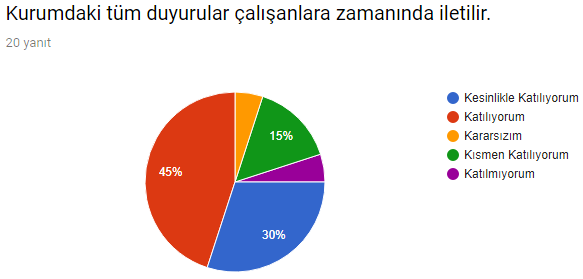 Kurumdaki tüm duyurular çalışanlara zamanında iletilir.
20 yanıt
Kesinlikle Katılıyorum
Katılıyorum
Kararsızım
Kısmen Katılıyorum
Katılmıyorum
15%
45%
30%